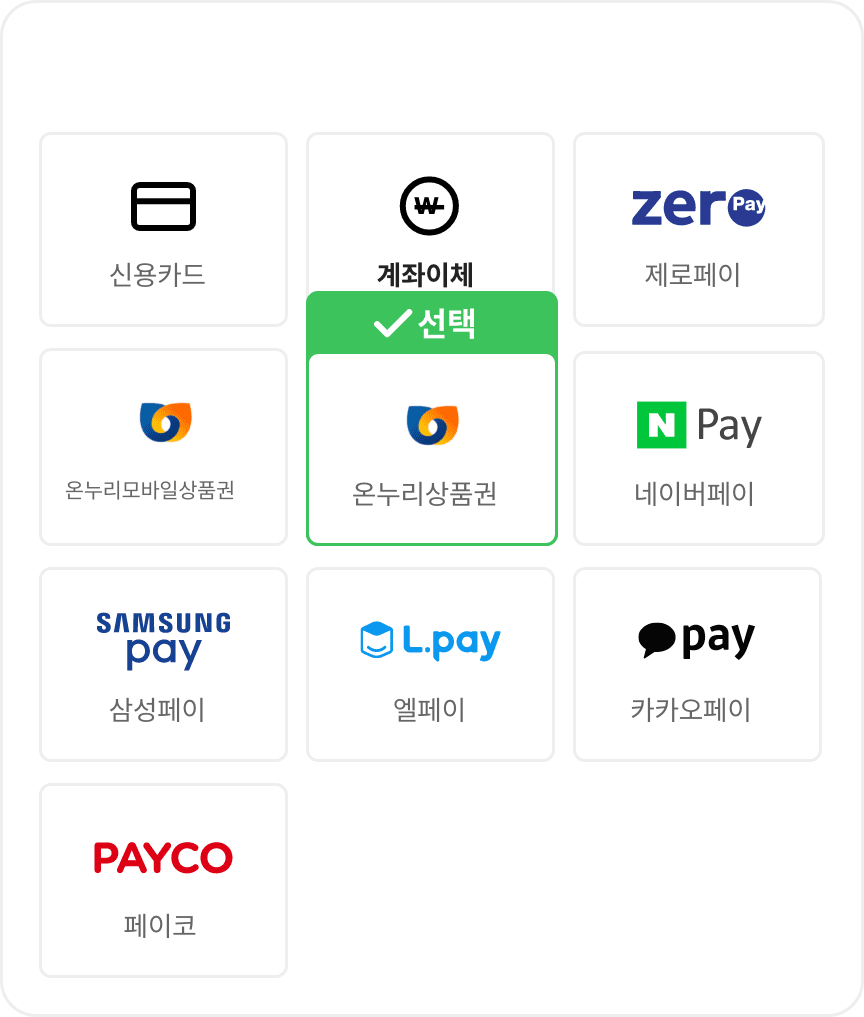 ₩
zero Pay
신용카드
계좌이체
제로페이
선택
N Pay
온누리모바일상품권
온누리상품권
네이버페이
SAMSUNG
pay
L.pay
pay
삼성페이
엘페이
카카오페이
PAYCO
페이코